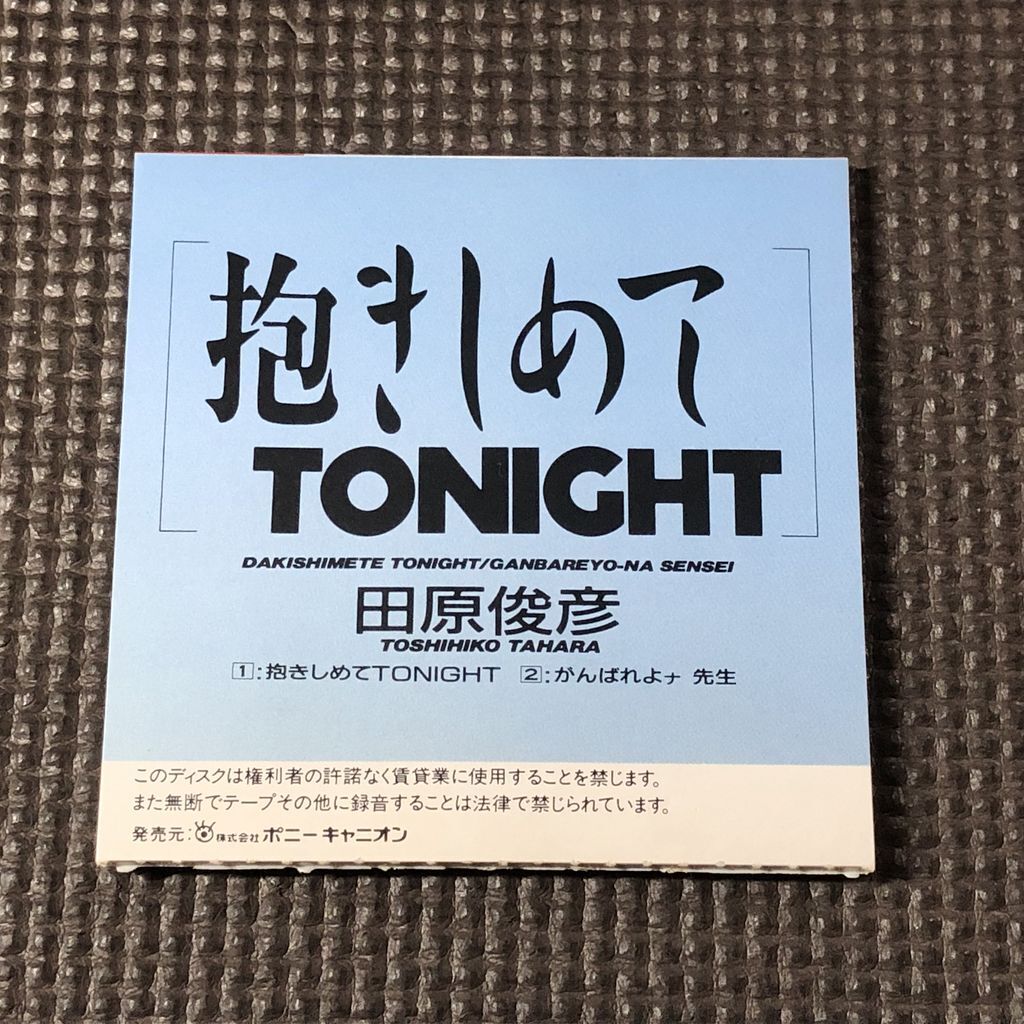 抱きしめて
TONIGHT
DAKISHIMETE TONIGHT/GANBAREYO-NA SENSEI
田原俊彦
TOSHIHIKO TAHARA
1:抱きしめてTONIGHT 2:がんばれよナ 先生
このディスクは権利者の許諾なく賃貸業に使用することを禁じます。
また無断でテープその他に録音することは法律で禁じられています。
発売元:株式会社ポニーキャニオン